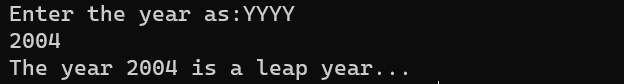 Enter the year as:YYYY
2004
The year 2004 is a leap year...